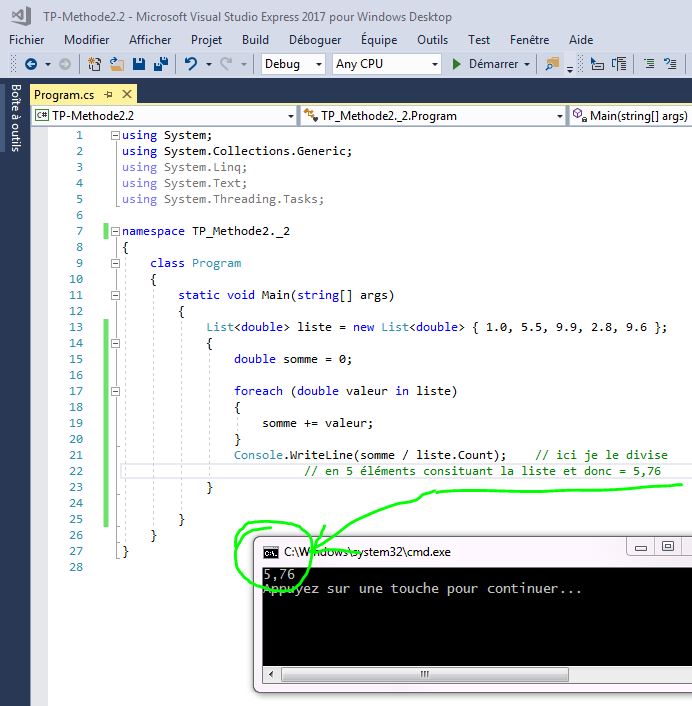 TP-Methode2.2 - Microsoft Visual Studio Express 2017 pour Windows Desktop
Fichier Modifier Afficher Projet Build Déboguer Équipe Outils Test Fenêtre Aide
Debug Any CPU Démarrer
Boîte à outils
Program.cs
C# TP-Methode2.2 TP_Methode2._2.Program Main(string[] args)
1 using System;
2 using System.Collections.Generic;
3 using System.Linq;
4 using System.Text;
5 using System.Threading.Tasks;
6
7 namespace TP_Methode2._2
8 {
9 class Program
10 {
11 static void Main(string[] args)
12 {
13 List<double> liste = new List<double> { 1.0, 5.5, 9.9, 2.8, 9.6 };
14 {
15 double somme = 0;
16
17 foreach (double valeur in liste)
18 {
19 somme += valeur;
20 }
21 Console.WriteLine(somme / liste.Count); // ici je le divise
22 // en 5 éléments consituant la liste et donc = 5,76
23 }
24
25 }
26 }
27 }
28
C:\Windows\system32\cmd.exe
5,76
Appuyez sur une touche pour continuer...